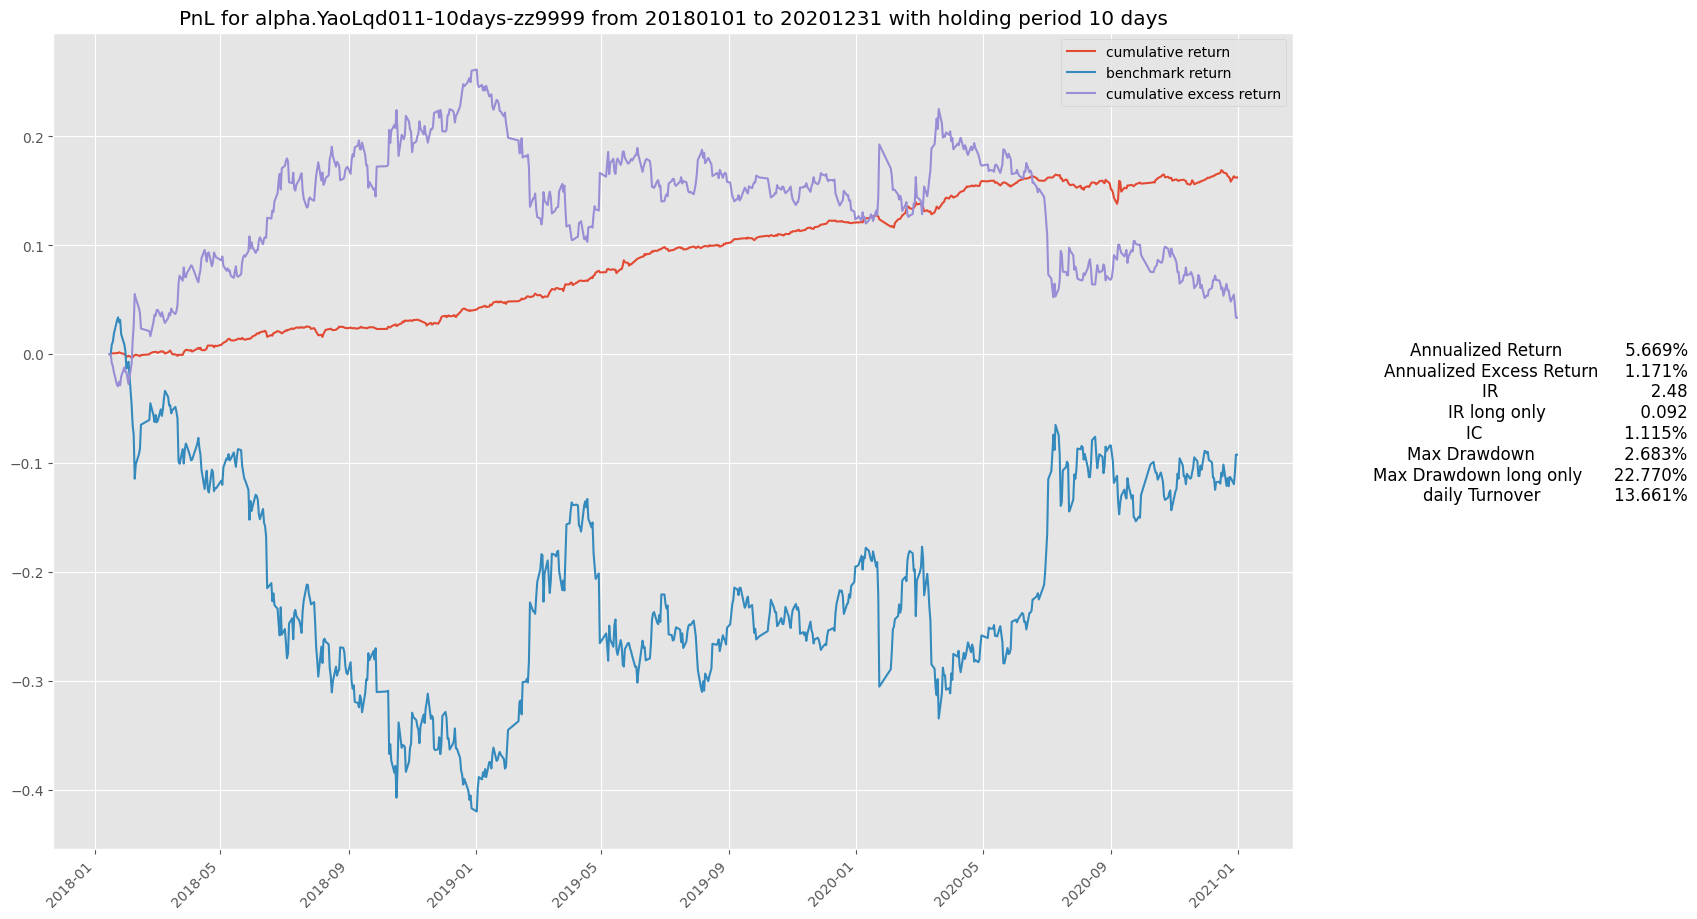 PnL for alpha.YaoLqd011-10days-zz9999 from 20180101 to 20201231 with holding period 10 days
cumulative return
benchmark return
cumulative excess return
0.2
0.1
0.0
−0.1
−0.2
−0.3
−0.4
2018-01
2018-05
2018-09
2019-01
2019-05
2019-09
2020-01
2020-05
2020-09
2021-01
Annualized Return 5.669%
Annualized Excess Return 1.171%
IR 2.48
IR long only 0.092
IC 1.115%
Max Drawdown 2.683%
Max Drawdown long only 22.770%
daily Turnover 13.661%